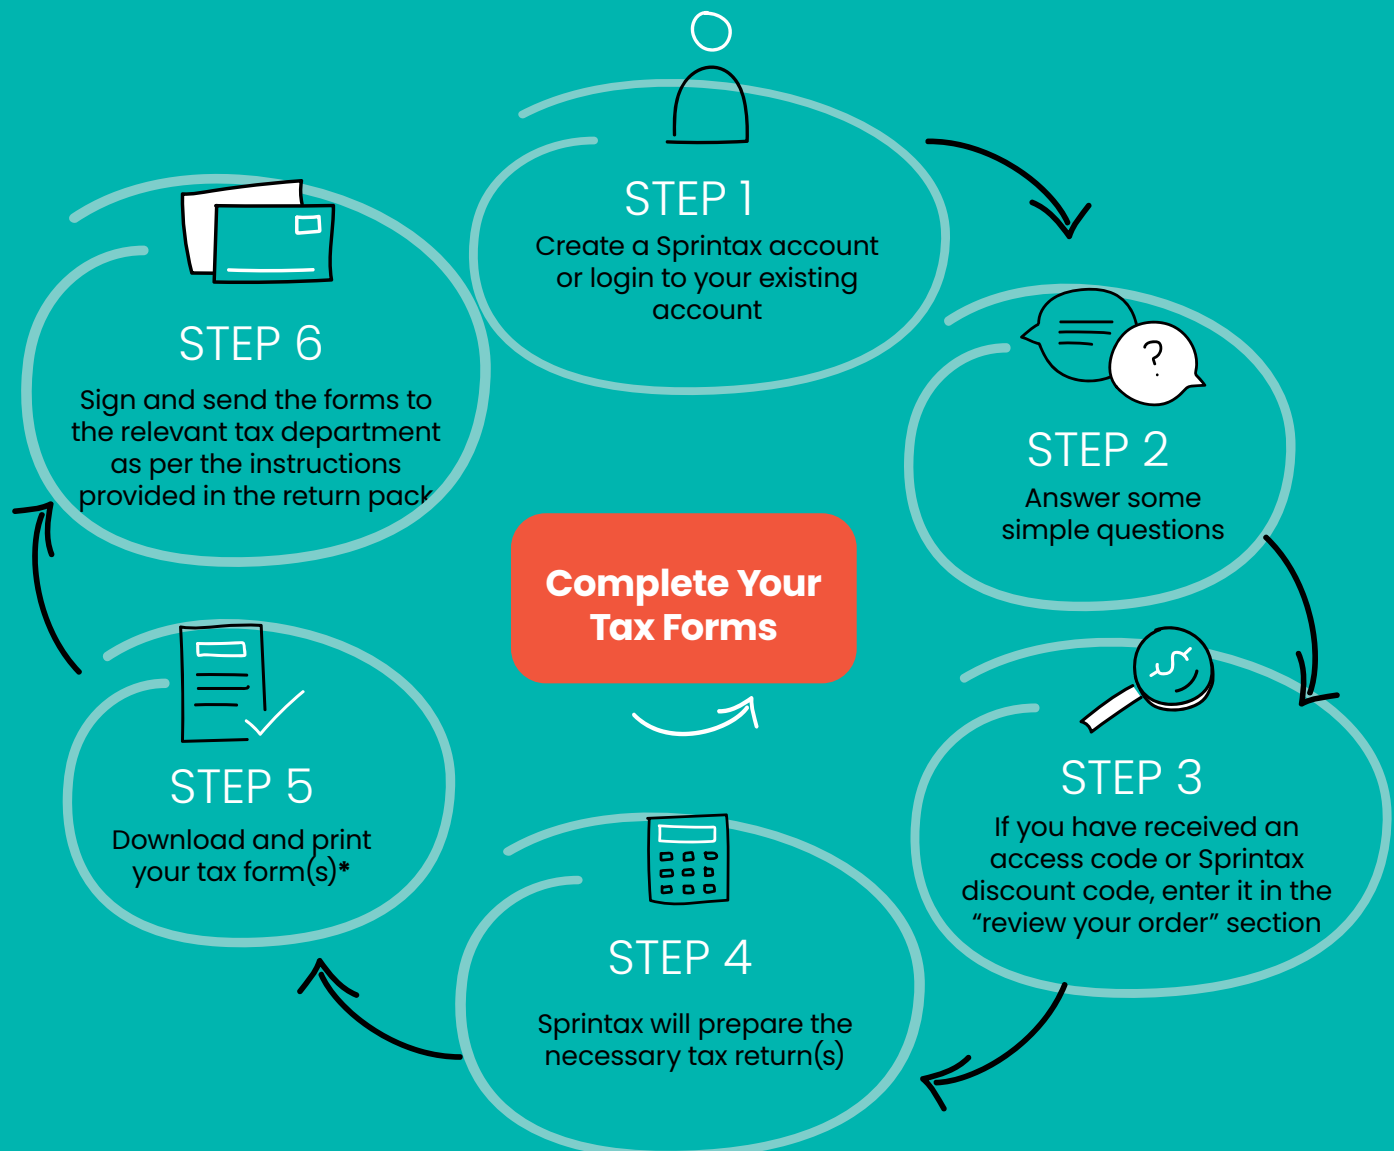 STEP 1
Create a Sprintax account
or login to your existing
account
STEP 2
Answer some
simple questions
?
STEP 3
If you have received an
access code or Sprintax
discount code, enter it in the
“review your order” section
STEP 4
Sprintax will prepare the
necessary tax return(s)
STEP 5
Download and print
your tax form(s)*
STEP 6
Sign and send the forms to
the relevant tax department
as per the instructions
provided in the return pack
Complete Your
Tax Forms